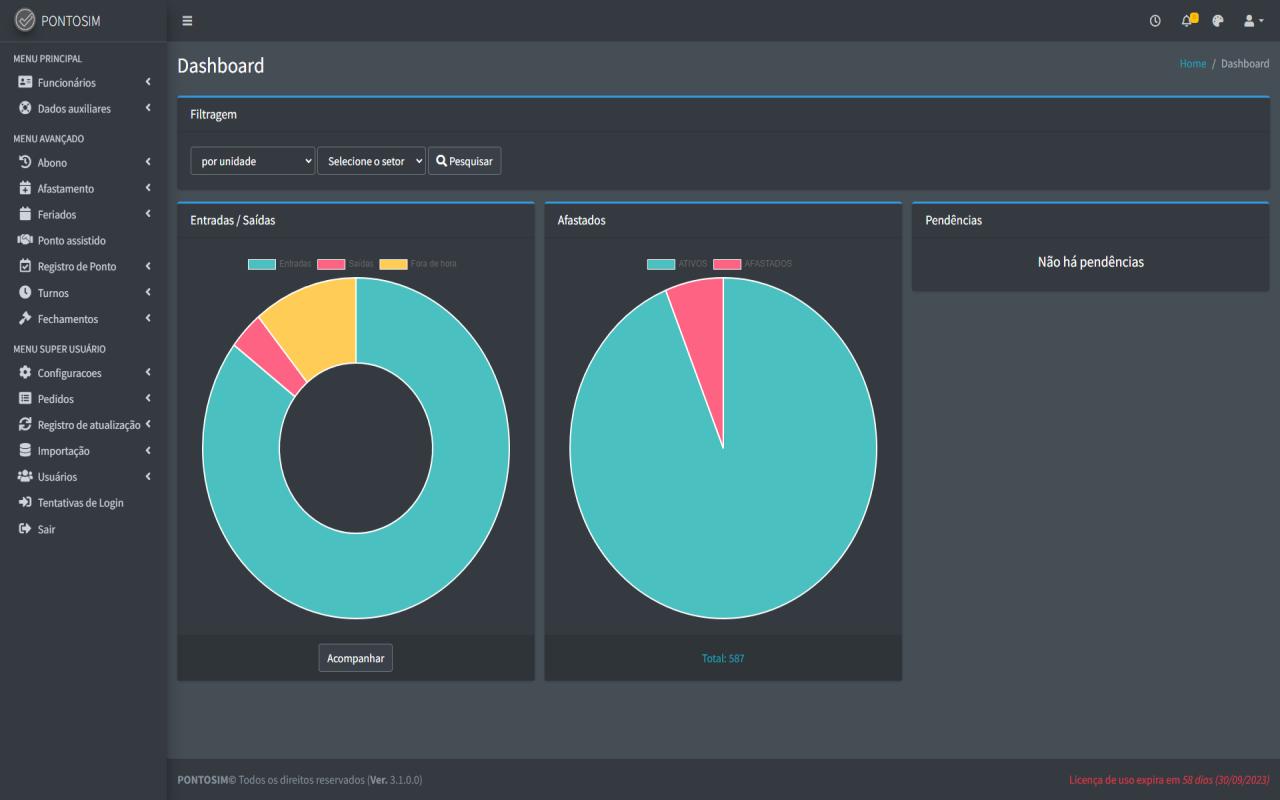 PONTOSIM
MENU PRINCIPAL
Funcionários
Dados auxiliares
MENU AVANÇADO
Abono
Afastamento
Feriados
Ponto assistido
Registro de Ponto
Turnos
Fechamentos
MENU SUPER USUÁRIO
Configuracoes
Pedidos
Registro de atualização
Importação
Usuários
Tentativas de Login
Sair
Dashboard
Home / Dashboard
Filtragem
por unidade Selecione o setor Pesquisar
Entradas / Saídas
Entradas Saídas Fora de hora
Acompanhar
Afastados
ATIVOS AFASTADOS
Total: 587
Pendências
Não há pendências
PONTOSIM© Todos os direitos reservados (Ver. 3.1.0.0)
Licença de uso expira em 58 dias (30/09/2023)